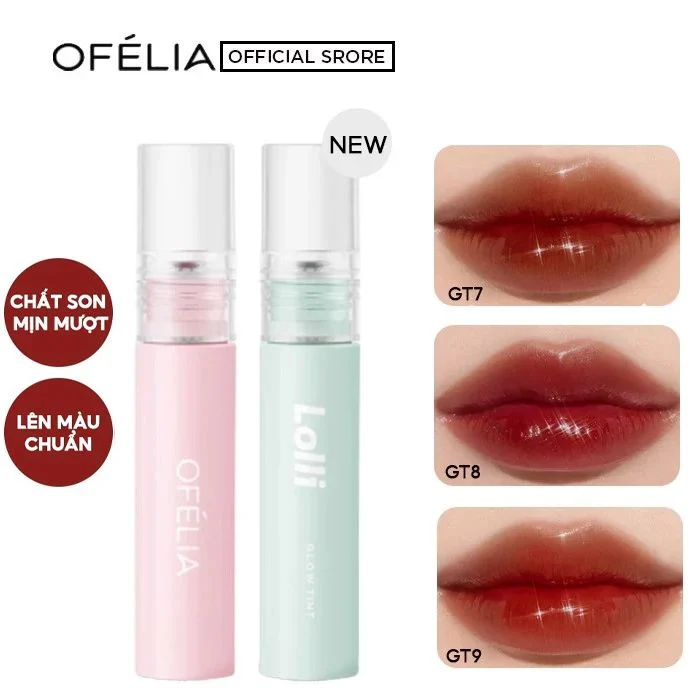 OFÉLIA OFFICIAL SRORE
NEW
CHẤT SON
MỊN MƯỢT
LÊN MÀU
CHUẨN
OFÉLIA
Lolli
GLOW TINT
GT7
GT8
GT9